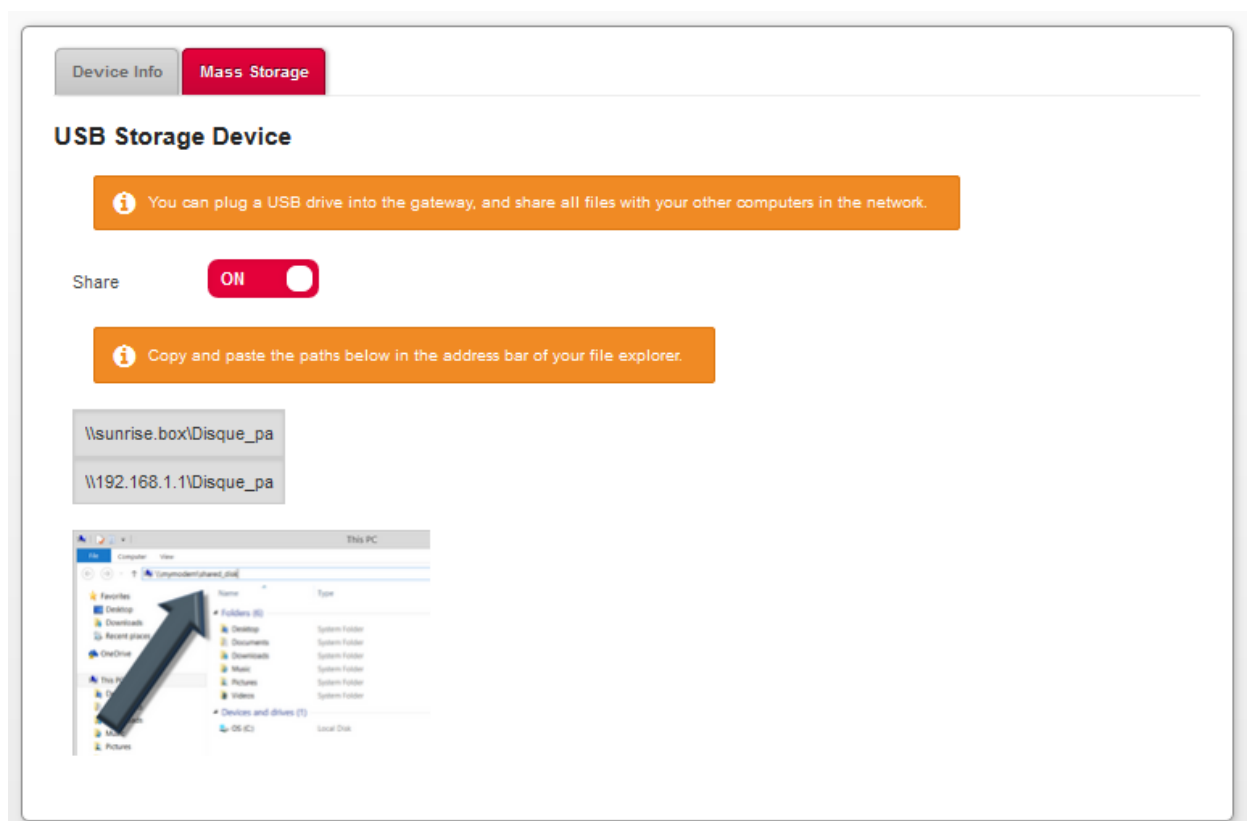 Device Info Mass Storage
USB Storage Device
You can plug a USB drive into the gateway, and share all files with your other computers in the network.
Share ON
Copy and paste the paths below in the address bar of your file explorer.
\\sunrise.box\Disque_pa
\\192.168.1.1\Disque_pa
This PC
File Computer View
\\mymodem\shared_disk
Favorites Name Type
Desktop Folders (6)
Downloads Desktop System Folder
Recent places Documents System Folder
OneDrive Downloads System Folder
Music System Folder
This Pictures System Folder
Videos System Folder
Devices and drives (1)
OS (C:) Local Disk
Pictures